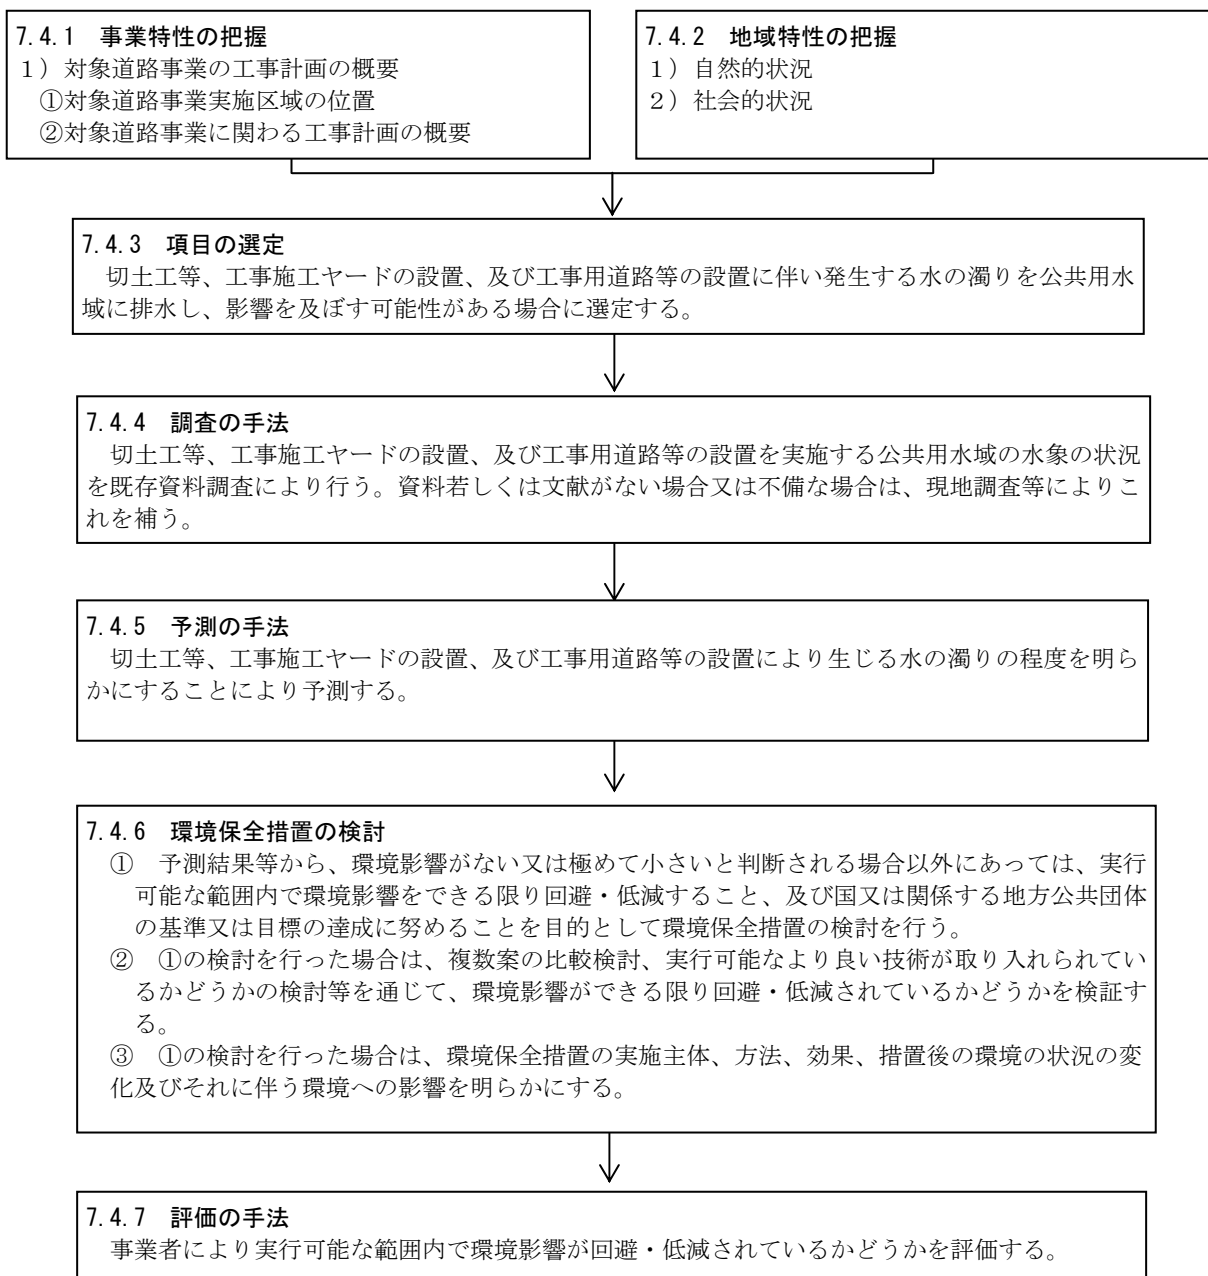 7.4.1　事業特性の把握
１）対象道路事業の工事計画の概要
①対象道路事業実施区域の位置
②対象道路事業に関わる工事計画の概要
7.4.2　地域特性の把握
１）自然的状況
２）社会的状況
7.4.3　項目の選定
切土工等、工事施工ヤードの設置、及び工事用道路等の設置に伴い発生する水の濁りを公共用水
域に排水し、影響を及ぼす可能性がある場合に選定する。
7.4.4　調査の手法
切土工等、工事施工ヤードの設置、及び工事用道路等の設置を実施する公共用水域の水象の状況
を既存資料調査により行う。資料若しくは文献がない場合又は不備な場合は、現地調査等によりこ
れを補う。
7.4.5　予測の手法
切土工等、工事施工ヤードの設置、及び工事用道路等の設置により生じる水の濁りの程度を明ら
かにすることにより予測する。
7.4.6　環境保全措置の検討
①　予測結果等から、環境影響がない又は極めて小さいと判断される場合以外にあっては、実行
可能な範囲内で環境影響をできる限り回避・低減すること、及び国又は関係する地方公共団体
の基準又は目標の達成に努めることを目的として環境保全措置の検討を行う。
②　①の検討を行った場合は、複数案の比較検討、実行可能なより良い技術が取り入れられてい
るかどうかの検討等を通じて、環境影響ができる限り回避・低減されているかどうかを検証す
る。
③　①の検討を行った場合は、環境保全措置の実施主体、方法、効果、措置後の環境の状況の変
化及びそれに伴う環境への影響を明らかにする。
7.4.7　評価の手法
事業者により実行可能な範囲内で環境影響が回避・低減されているかどうかを評価する。